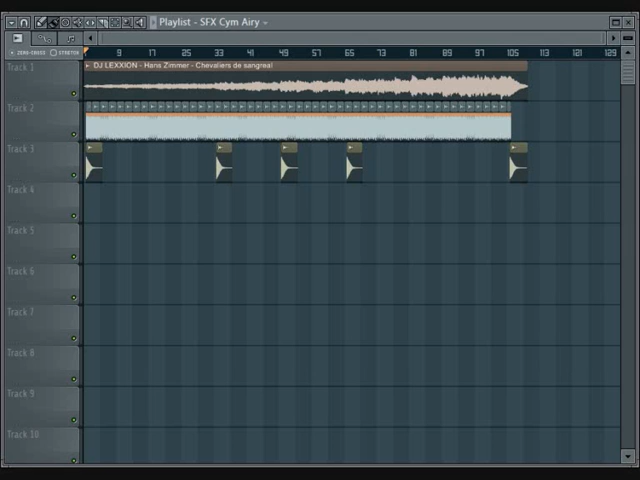 Playlist - SFX Cym Airy
ZERO-CROSS STRETCH
9 17 25 33 41 49 57 65 73 81 89 97 105 113 121 129
Track 1
DJ LEXXION - Hans Zimmer - Chevaliers de sangreal
Track 2
Track 3
Track 4
Track 5
Track 6
Track 7
Track 8
Track 9
Track 10